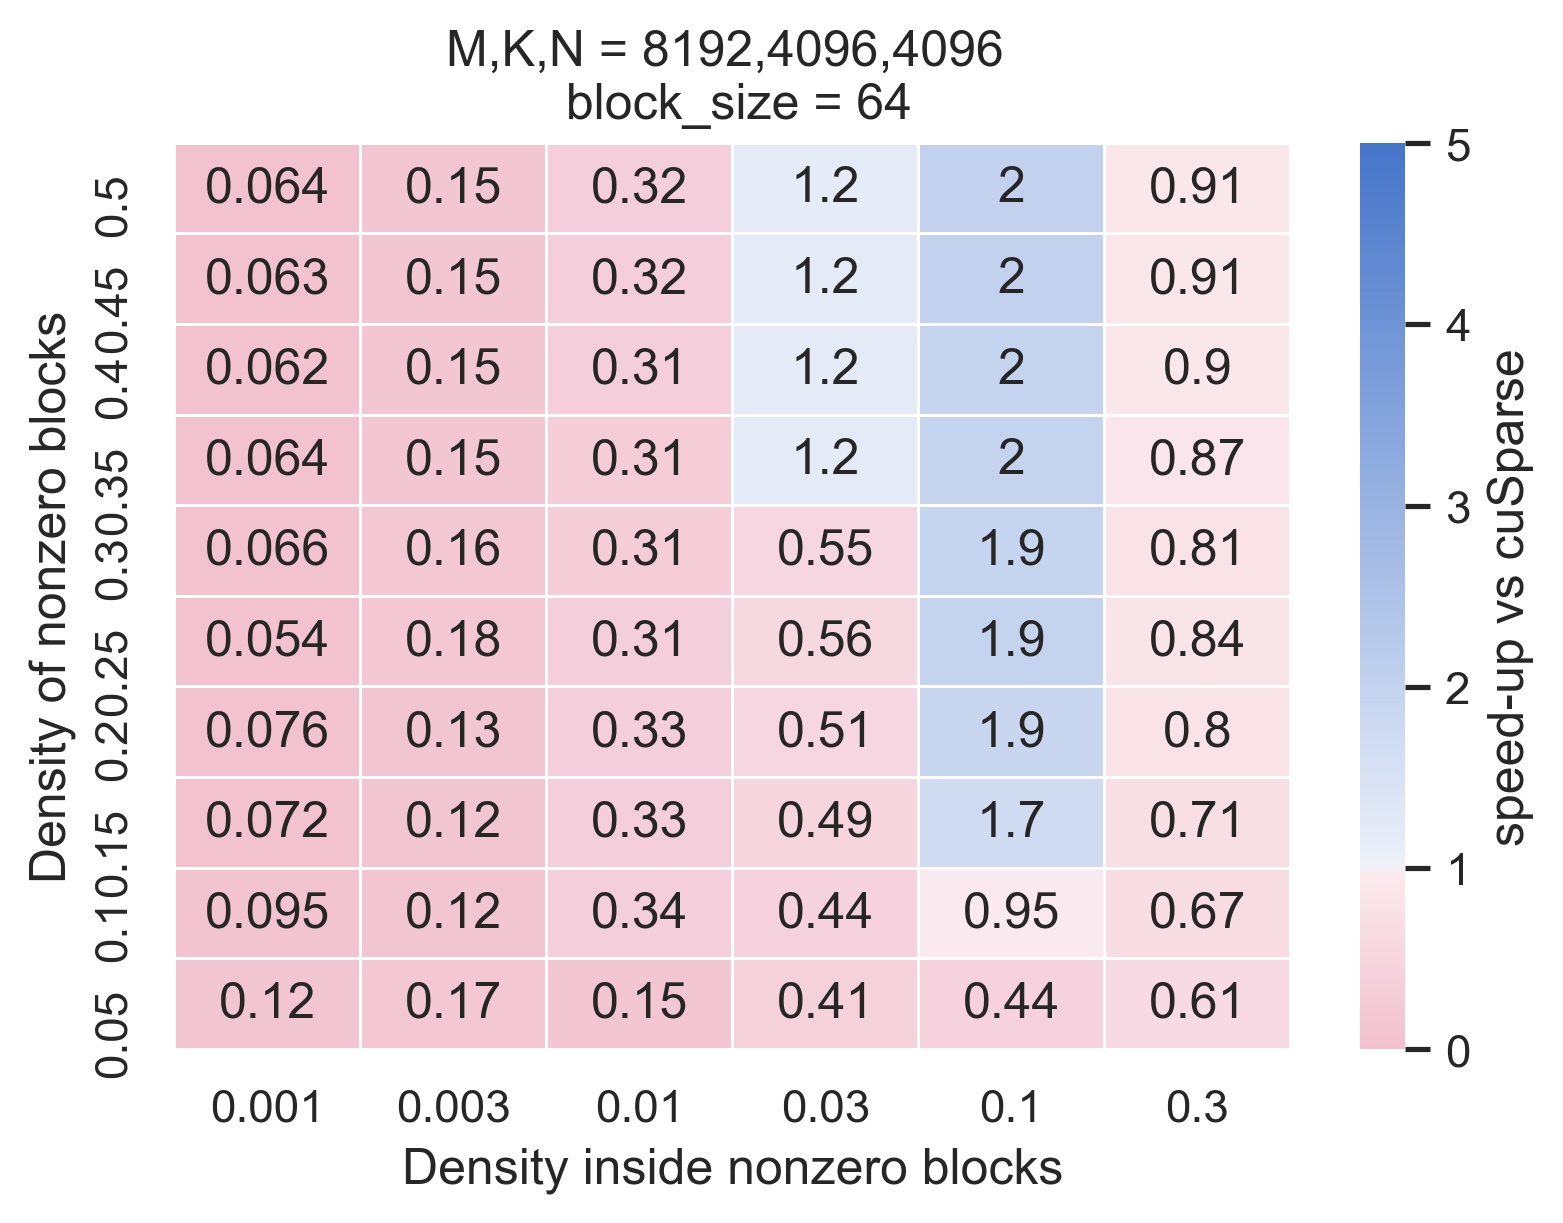 M,K,N = 8192,4096,4096
block_size = 64
Density of nonzero blocks
0.5 0.064 0.15 0.32 1.2 2 0.91
0.45 0.063 0.15 0.32 1.2 2 0.91
0.4 0.062 0.15 0.31 1.2 2 0.9
0.35 0.064 0.15 0.31 1.2 2 0.87
0.3 0.066 0.16 0.31 0.55 1.9 0.81
0.25 0.054 0.18 0.31 0.56 1.9 0.84
0.2 0.076 0.13 0.33 0.51 1.9 0.8
0.15 0.072 0.12 0.33 0.49 1.7 0.71
0.1 0.095 0.12 0.34 0.44 0.95 0.67
0.05 0.12 0.17 0.15 0.41 0.44 0.61
0.001 0.003 0.01 0.03 0.1 0.3
Density inside nonzero blocks
5
4
3
2
1
0
speed-up vs cuSparse